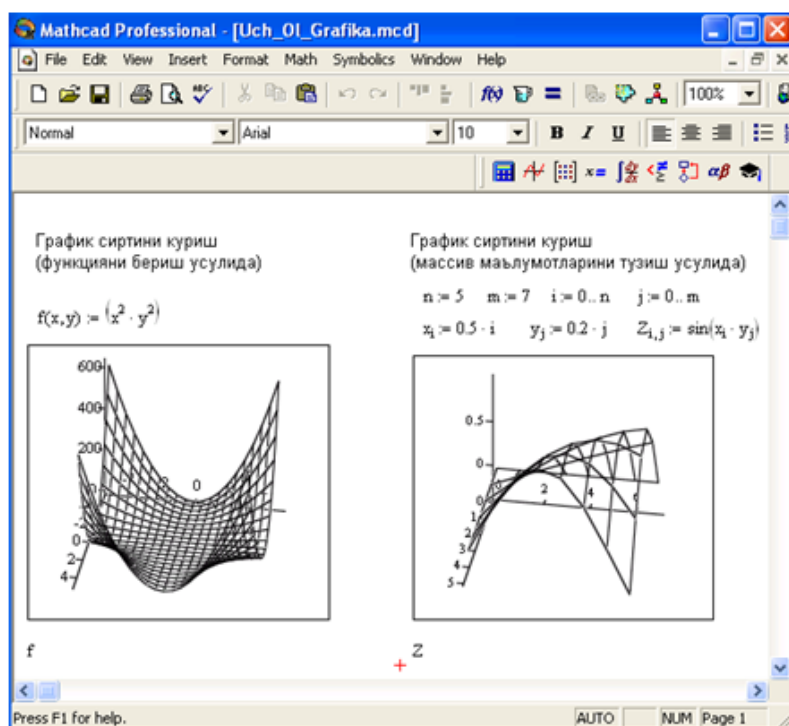 Mathcad Professional - [Uch_Ol_Grafika.mcd]
File Edit View Insert Format Math Symbolics Window Help
100%
Normal Arial 10 B I U
График сиртини куриш
(функцияни бериш усулида)
f(x,y) := (x² · y²)
600
400
200
0
0
-2
0
2
4
f
График сиртини куриш
(массив маълумотларини тузиш усулида)
n := 5 m := 7 i := 0.. n j := 0.. m
xᵢ := 0.5 · i yⱼ := 0.2 · j Zᵢ,ⱼ := sin(xᵢ · yⱼ)
0.5
0
0
1
2
3
4
5
2
4
6
Z
Press F1 for help. AUTO NUM Page 1